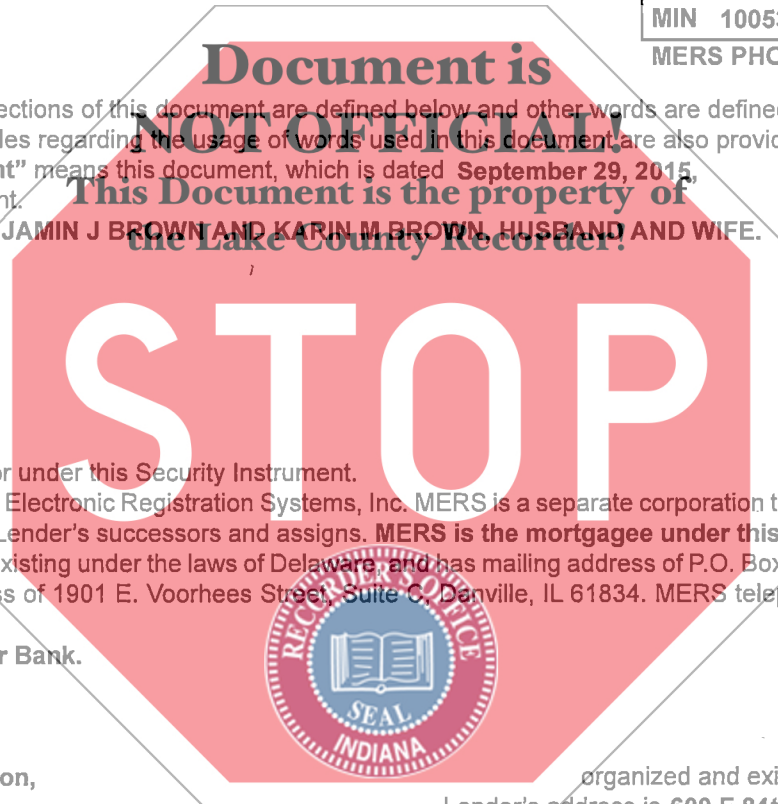 MIN 1005
MERS PHO
Document is
ections of this document are defined below and other words are define
NOT OFFICIAL!
les regarding the usage of words used in this document are also provid
nt” means this document, which is dated September 29, 2015,
This Document is the property of
nt.
JAMIN J BROWN AND KARIN M BROWN, HUSBAND AND WIFE.
the Lake County Recorder!
STOP
or under this Security Instrument.
Electronic Registration Systems, Inc. MERS is a separate corporation t
Lender’s successors and assigns. MERS is the mortgagee under this
existing under the laws of Delaware, and has mailing address of P.O. Box
ss of 1901 E. Voorhees Street, Suite C, Danville, IL 61834. MERS tele
RECORDER'S OFFICE
r Bank.
SEAL
INDIANA
on,
organized and exi
Lender's address is